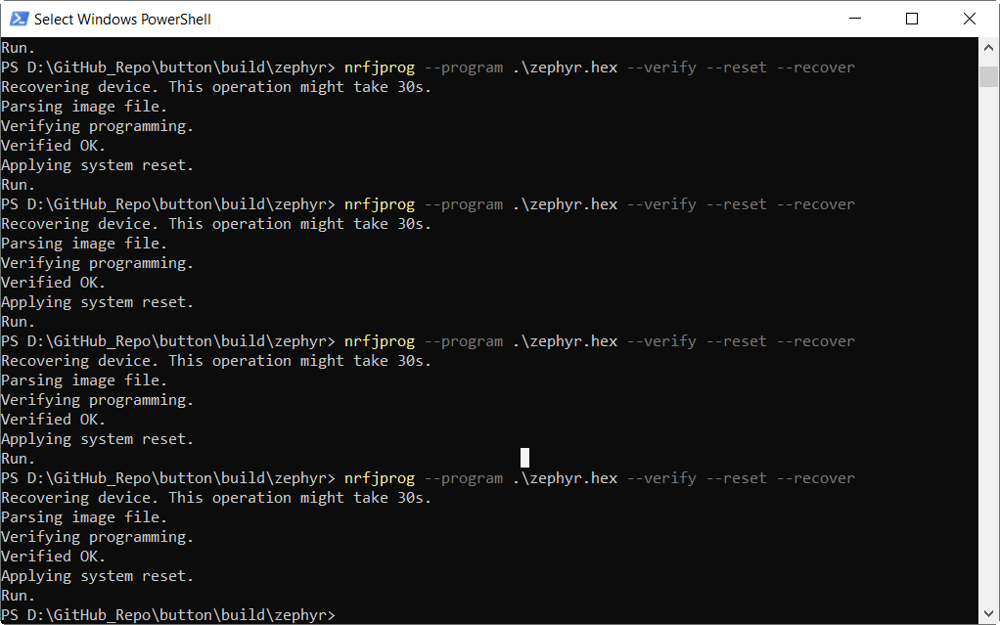 Select Windows PowerShell
Run.
PS D:\GitHub_Repo\button\build\zephyr> nrfjprog --program .\zephyr.hex --verify --reset --recover
Recovering device. This operation might take 30s.
Parsing image file.
Verifying programming.
Verified OK.
Applying system reset.
Run.
PS D:\GitHub_Repo\button\build\zephyr> nrfjprog --program .\zephyr.hex --verify --reset --recover
Recovering device. This operation might take 30s.
Parsing image file.
Verifying programming.
Verified OK.
Applying system reset.
Run.
PS D:\GitHub_Repo\button\build\zephyr> nrfjprog --program .\zephyr.hex --verify --reset --recover
Recovering device. This operation might take 30s.
Parsing image file.
Verifying programming.
Verified OK.
Applying system reset.
Run.
PS D:\GitHub_Repo\button\build\zephyr> nrfjprog --program .\zephyr.hex --verify --reset --recover
Recovering device. This operation might take 30s.
Parsing image file.
Verifying programming.
Verified OK.
Applying system reset.
Run.
PS D:\GitHub_Repo\button\build\zephyr>